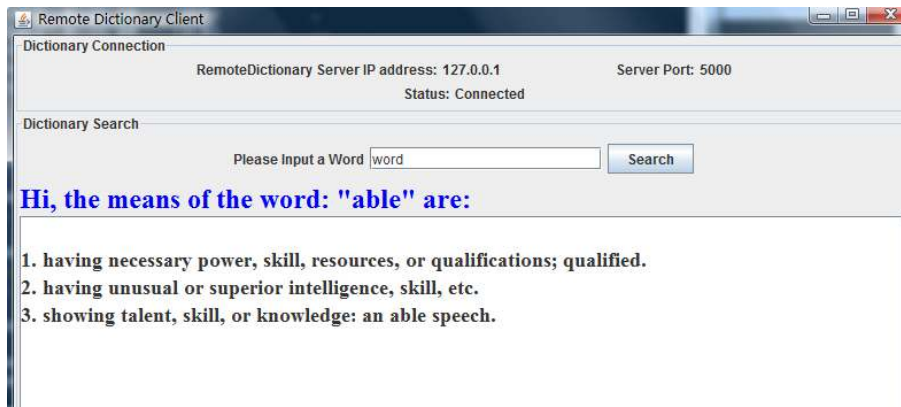 Remote Dictionary Client
Dictionary Connection
RemoteDictionary Server IP address: 127.0.0.1 Server Port: 5000
Status: Connected
Dictionary Search
Please Input a Word word Search
Hi, the means of the word: "able" are:
1. having necessary power, skill, resources, or qualifications; qualified.
2. having unusual or superior intelligence, skill, etc.
3. showing talent, skill, or knowledge: an able speech.